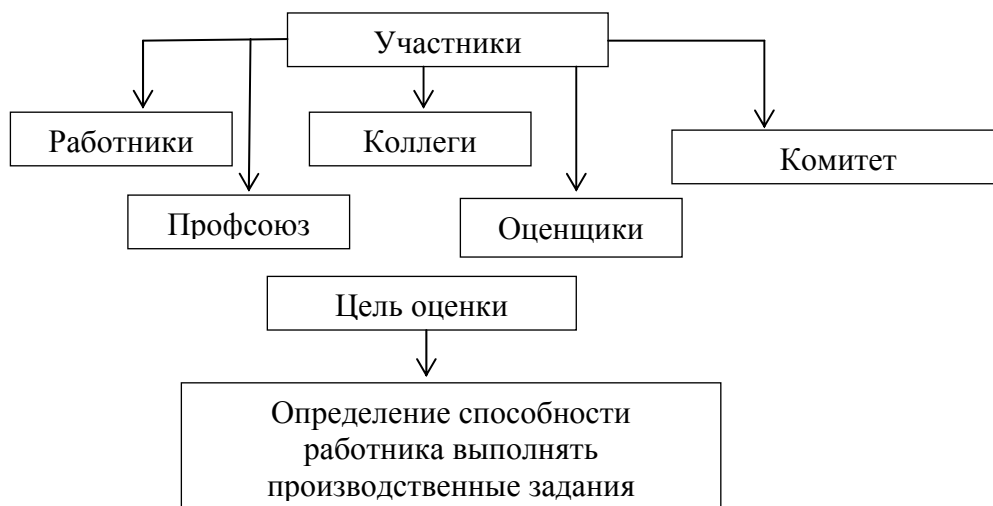 Участники
Работники
Коллеги
Комитет
Профсоюз
Оценщики
Цель оценки
Определение способности
работника выполнять
производственные задания